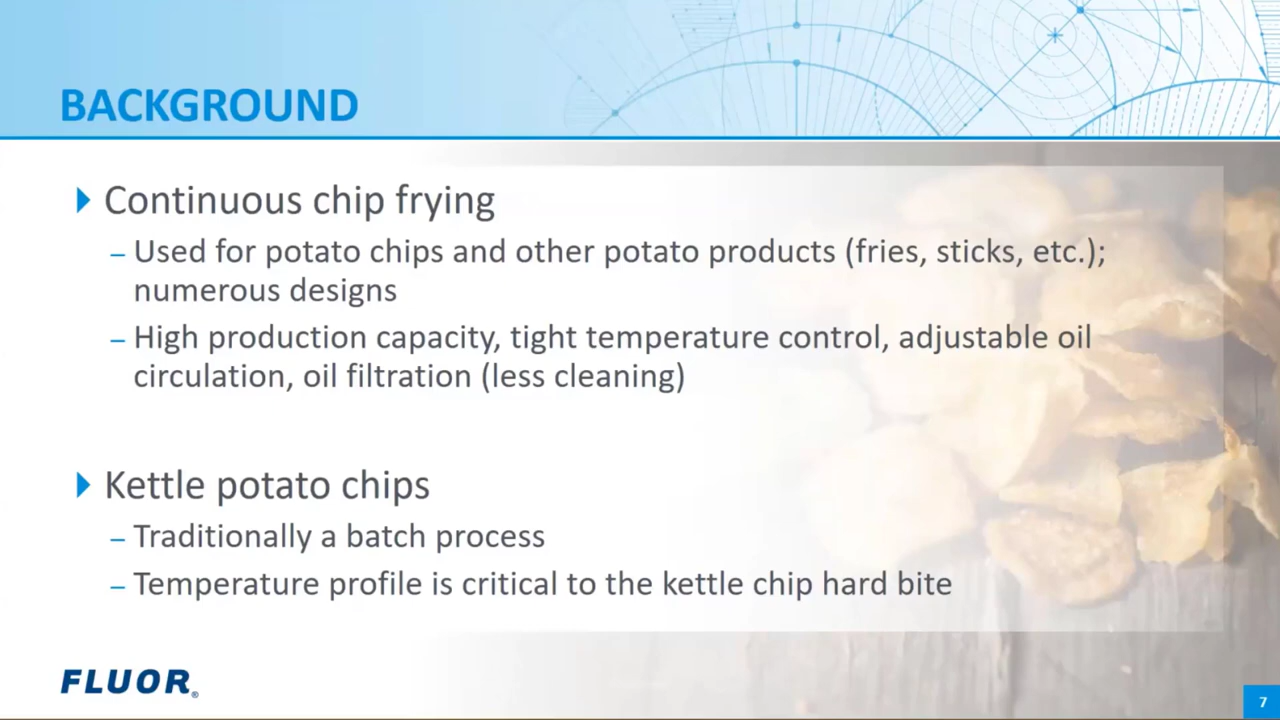 BACKGROUND
Continuous chip frying
– Used for potato chips and other potato products (fries, sticks, etc.);
numerous designs
– High production capacity, tight temperature control, adjustable oil
circulation, oil filtration (less cleaning)
Kettle potato chips
– Traditionally a batch process
– Temperature profile is critical to the kettle chip hard bite
FLUOR®
7